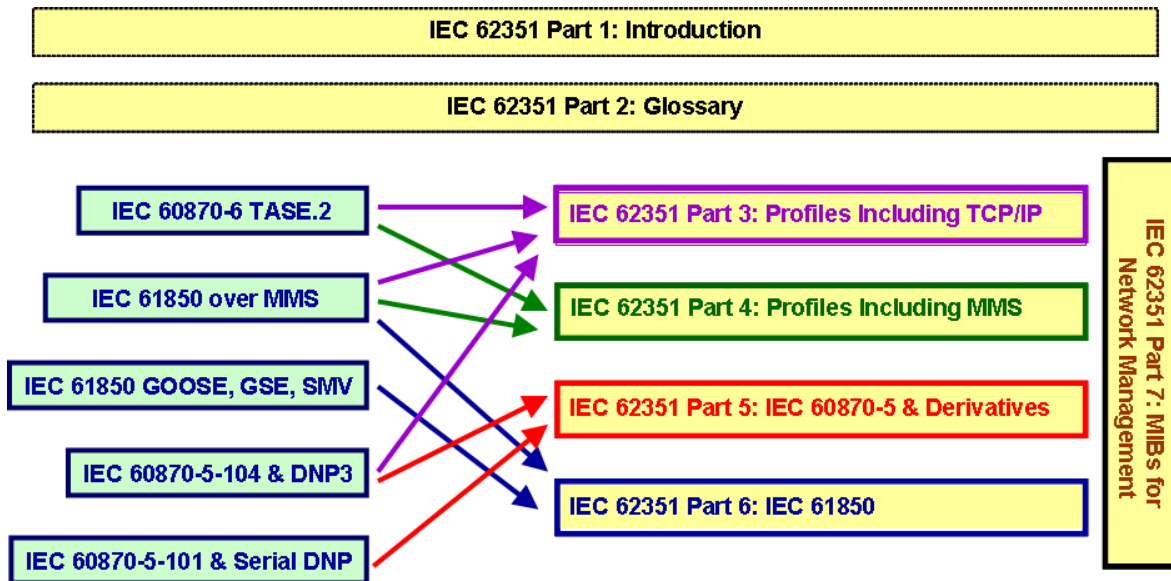 IEC 62351 Part 1: Introduction
IEC 62351 Part 2: Glossary
IEC 60870-6 TASE.2
IEC 61850 over MMS
IEC 61850 GOOSE, GSE, SMV
IEC 60870-5-104 & DNP3
IEC 60870-5-101 & Serial DNP
IEC 62351 Part 3: Profiles Including TCP/IP
IEC 62351 Part 4: Profiles Including MMS
IEC 62351 Part 5: IEC 60870-5 & Derivatives
IEC 62351 Part 6: IEC 61850
IEC 62351 Part 7: MIBs for
Network Management